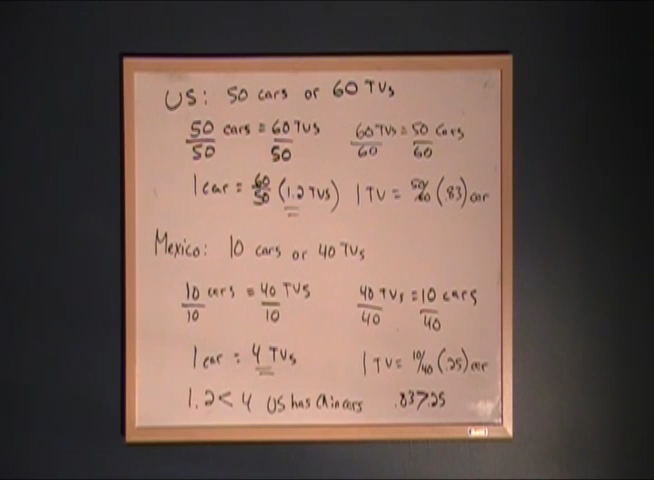 US: 50 cars or 60 TVs
50/50 cars = 60 TVs/50 60 TVs/60 = 50 cars/60
1 car = 60/50 (1.2 TVs) 1 TV = 50/60 (.83) car
Mexico: 10 cars or 40 TVs
10/10 cars = 40/10 TVs 40/40 TVs = 10/40 cars
1 car = 4 TVs 1 TV = 10/40 (.25) car
1.2 < 4 US has CA in cars .83>.25